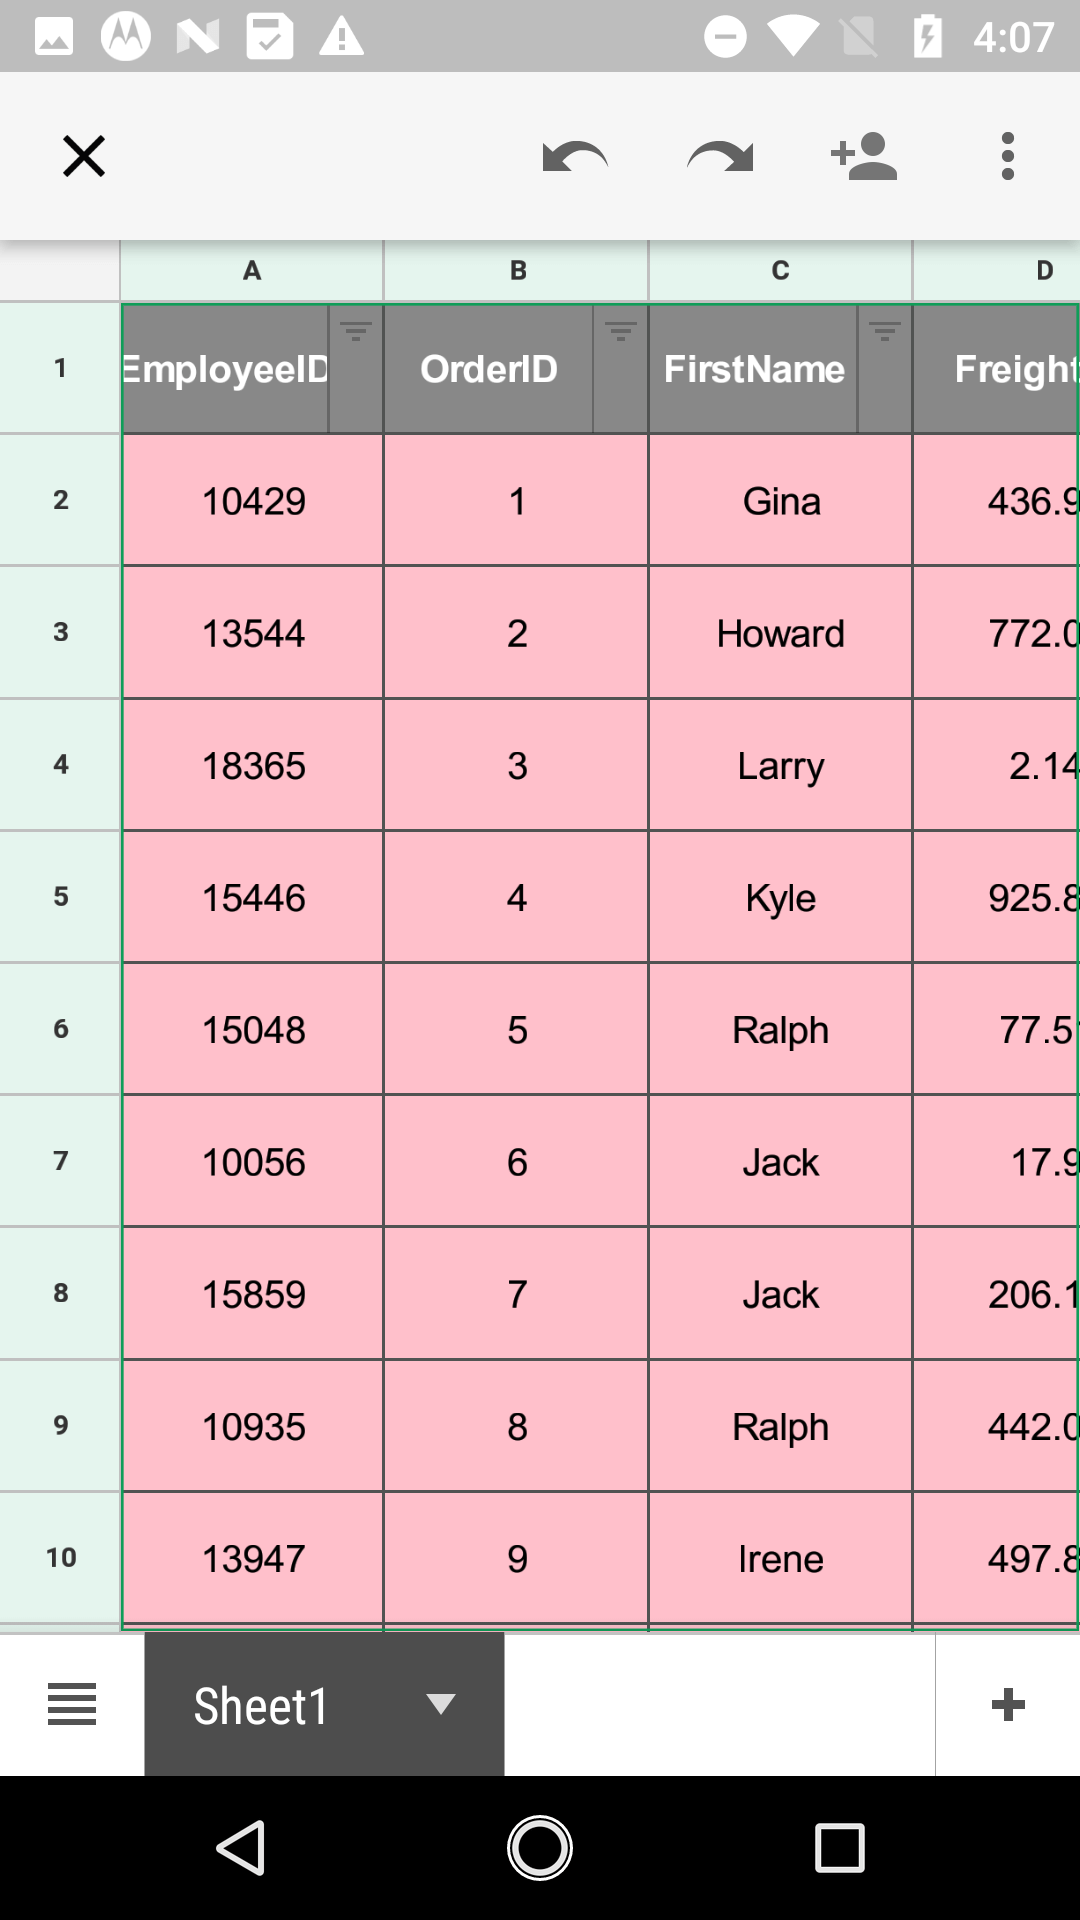 4:07
A B C D
1 EmployeeID OrderID FirstName Freight
2 10429 1 Gina 436.9
3 13544 2 Howard 772.0
4 18365 3 Larry 2.14
5 15446 4 Kyle 925.8
6 15048 5 Ralph 77.5
7 10056 6 Jack 17.9
8 15859 7 Jack 206.1
9 10935 8 Ralph 442.0
10 13947 9 Irene 497.8
Sheet1